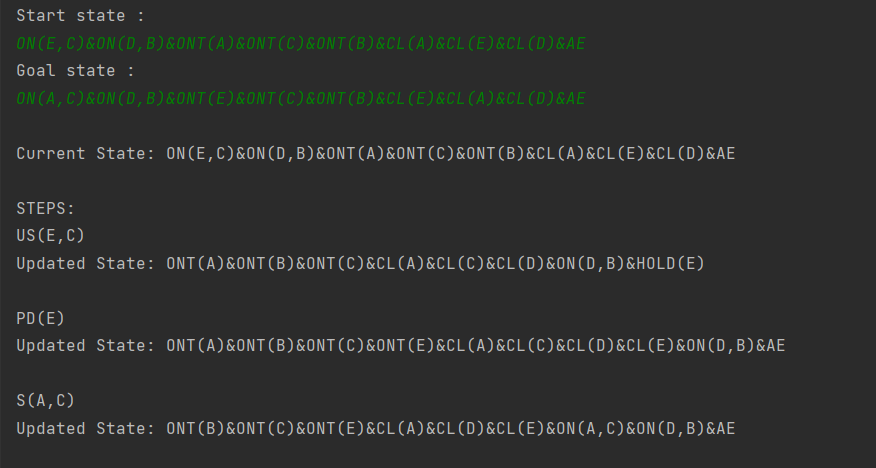 Start state :
ON(E,C)&ON(D,B)&ONT(A)&ONT(C)&ONT(B)&CL(A)&CL(E)&CL(D)&AE
Goal state :
ON(A,C)&ON(D,B)&ONT(E)&ONT(C)&ONT(B)&CL(E)&CL(A)&CL(D)&AE
Current State: ON(E,C)&ON(D,B)&ONT(A)&ONT(C)&ONT(B)&CL(A)&CL(E)&CL(D)&AE
STEPS:
US(E,C)
Updated State: ONT(A)&ONT(B)&ONT(C)&CL(A)&CL(C)&CL(D)&ON(D,B)&HOLD(E)
PD(E)
Updated State: ONT(A)&ONT(B)&ONT(C)&ONT(E)&CL(A)&CL(C)&CL(D)&CL(E)&ON(D,B)&AE
S(A,C)
Updated State: ONT(B)&ONT(C)&ONT(E)&CL(A)&CL(D)&CL(E)&ON(A,C)&ON(D,B)&AE